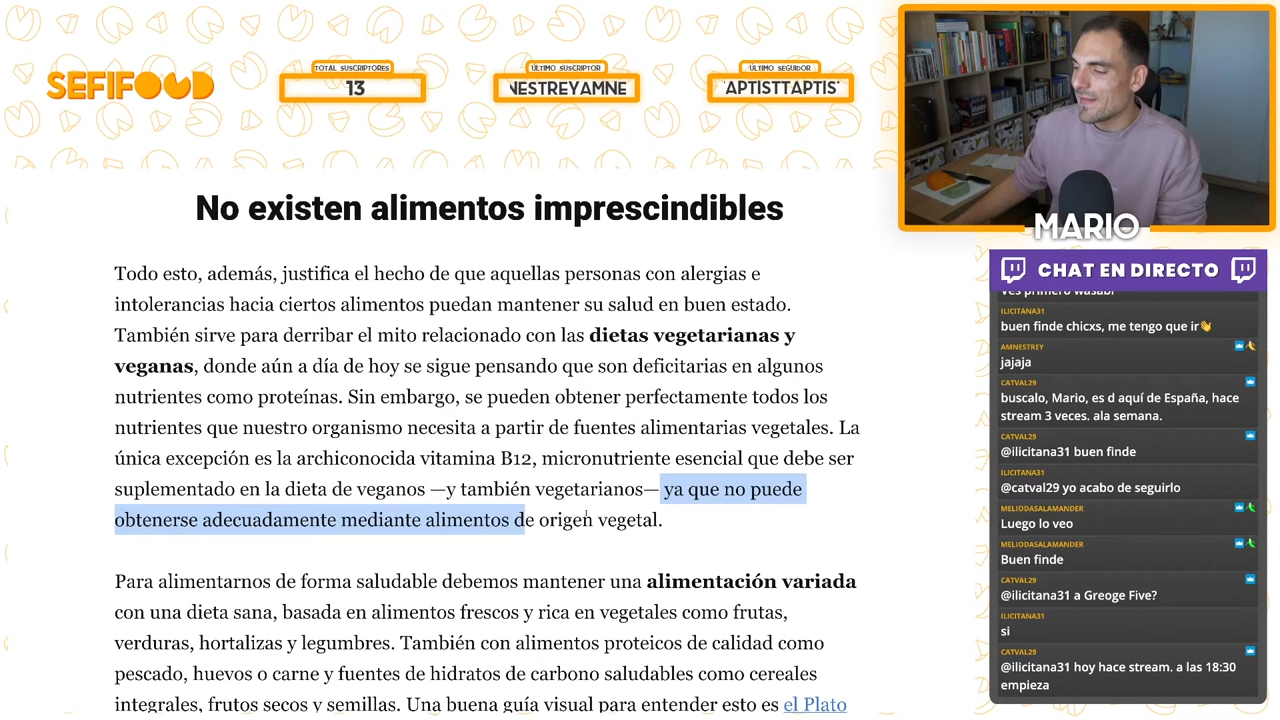 SEFIFOOD
TOTAL SUSCRIPTORES
13
ÚLTIMO SUSCRIPTOR
NESTREYAMNE
ÚLTIMO SEGUIDOR
APTISTTAPTIS
MARIO
No existen alimentos imprescindibles
Todo esto, además, justifica el hecho de que aquellas personas con alergias e
intolerancias hacia ciertos alimentos puedan mantener su salud en buen estado.
También sirve para derribar el mito relacionado con las dietas vegetarianas y
veganas, donde aún a día de hoy se sigue pensando que son deficitarias en algunos
nutrientes como proteínas. Sin embargo, se pueden obtener perfectamente todos los
nutrientes que nuestro organismo necesita a partir de fuentes alimentarias vegetales. La
única excepción es la archiconocida vitamina B12, micronutriente esencial que debe ser
suplementado en la dieta de veganos —y también vegetarianos— ya que no puede
obtenerse adecuadamente mediante alimentos de origen vegetal.
Para alimentarnos de forma saludable debemos mantener una alimentación variada
con una dieta sana, basada en alimentos frescos y rica en vegetales como frutas,
verduras, hortalizas y legumbres. También con alimentos proteicos de calidad como
pescado, huevos o carne y fuentes de hidratos de carbono saludables como cereales
integrales, frutos secos y semillas. Una buena guía visual para entender esto es el Plato
CHAT EN DIRECTO
Ves primero wasabi
ILICITANA31
buen finde chicxs, me tengo que ir👋
AMNESTREY
jajaja
CATVAL29
buscalo, Mario, es d aquí de España, hace
stream 3 veces. ala semana.
CATVAL29
@ilicitana31 buen finde
ILICITANA31
@catval29 yo acabo de seguirlo
MELIODASALAMANDER
Luego lo veo
MELIODASALAMANDER
Buen finde
CATVAL29
@ilicitana31 a Greoge Five?
ILICITANA31
si
CATVAL29
@ilicitana31 hoy hace stream. a las 18:30
empieza